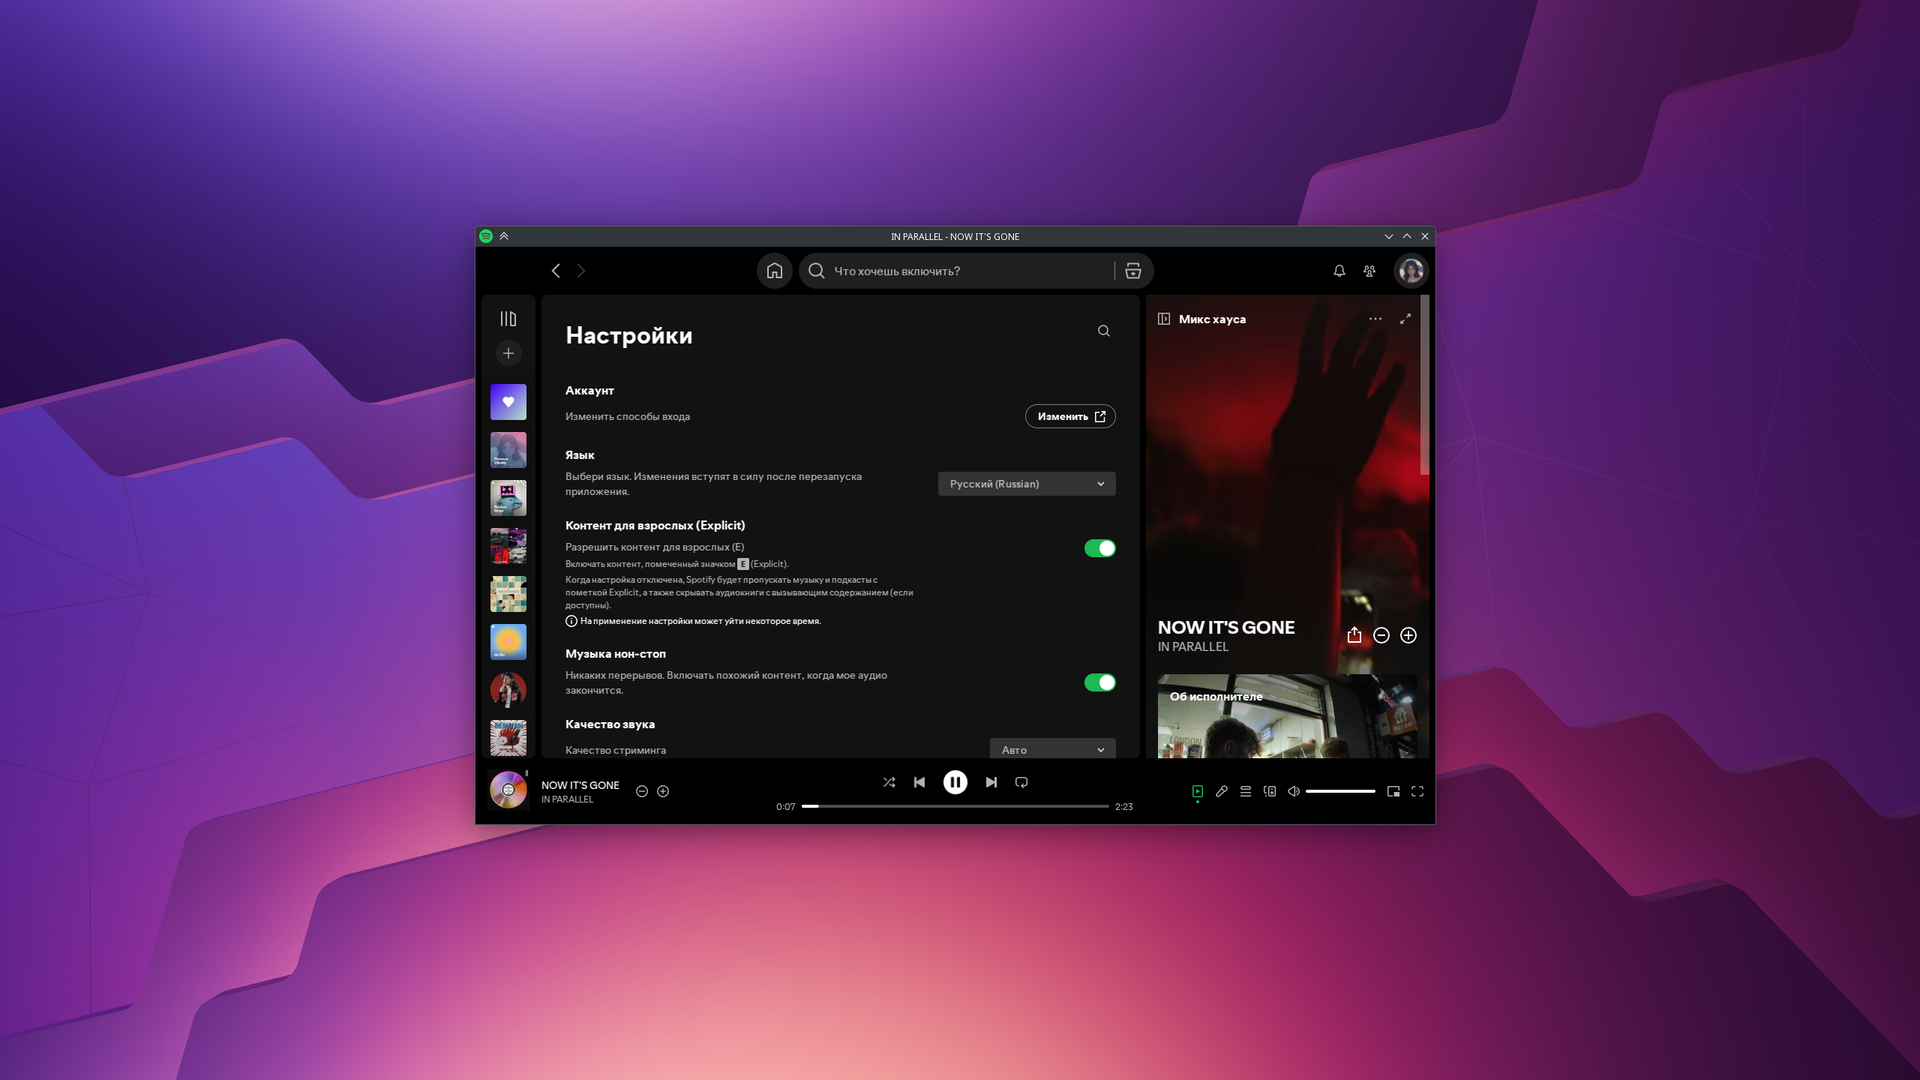 IN PARALLEL - NOW IT'S GONE
Что хочешь включить?
Настройки
Аккаунт
Изменить способы входа
Изменить
Язык
Выбери язык. Изменения вступят в силу после перезапуска
приложения.
Русский (Russian)
Контент для взрослых (Explicit)
Разрешить контент для взрослых (E)
Включать контент, помеченный значком E (Explicit).
Когда настройка отключена, Spotify будет пропускать музыку и подкасты с
пометкой Explicit, а также скрывать аудиокниги с вызывающим содержанием (если
доступны).
На применение настройки может уйти некоторое время.
Музыка нон-стоп
Никаких перерывов. Включать похожий контент, когда мое аудио
закончится.
Качество звука
Качество стриминга
Авто
Микс хауса
NOW IT'S GONE
IN PARALLEL
Об исполнителе
LONDON
NOW IT'S GONE
IN PARALLEL
0:07
2:23